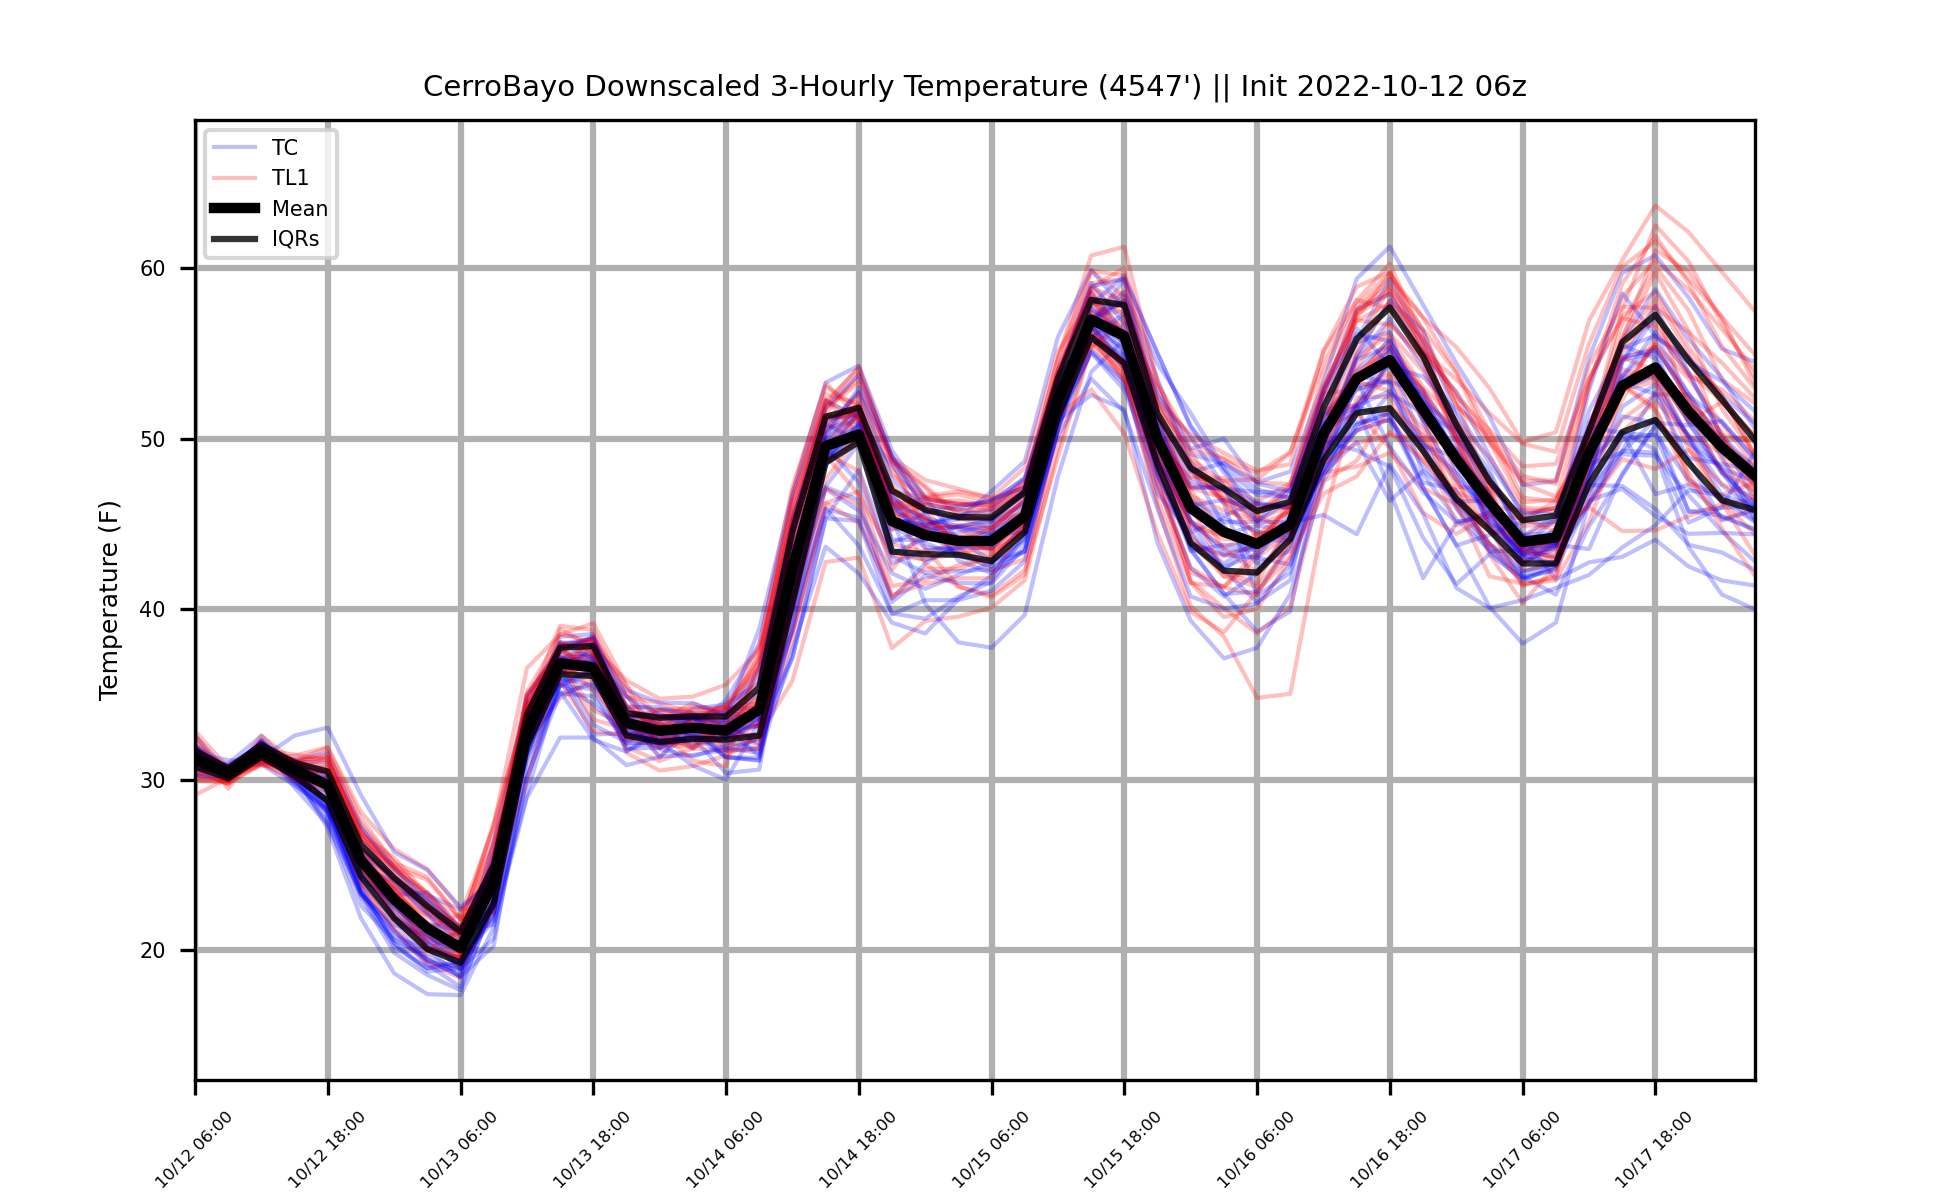 CerroBayo Downscaled 3-Hourly Temperature (4547') || Init 2022-10-12 06z
TC
TL1
Mean
IQRs
Temperature (F)
60
50
40
30
20
10/12 06:00
10/12 18:00
10/13 06:00
10/13 18:00
10/14 06:00
10/14 18:00
10/15 06:00
10/15 18:00
10/16 06:00
10/16 18:00
10/17 06:00
10/17 18:00